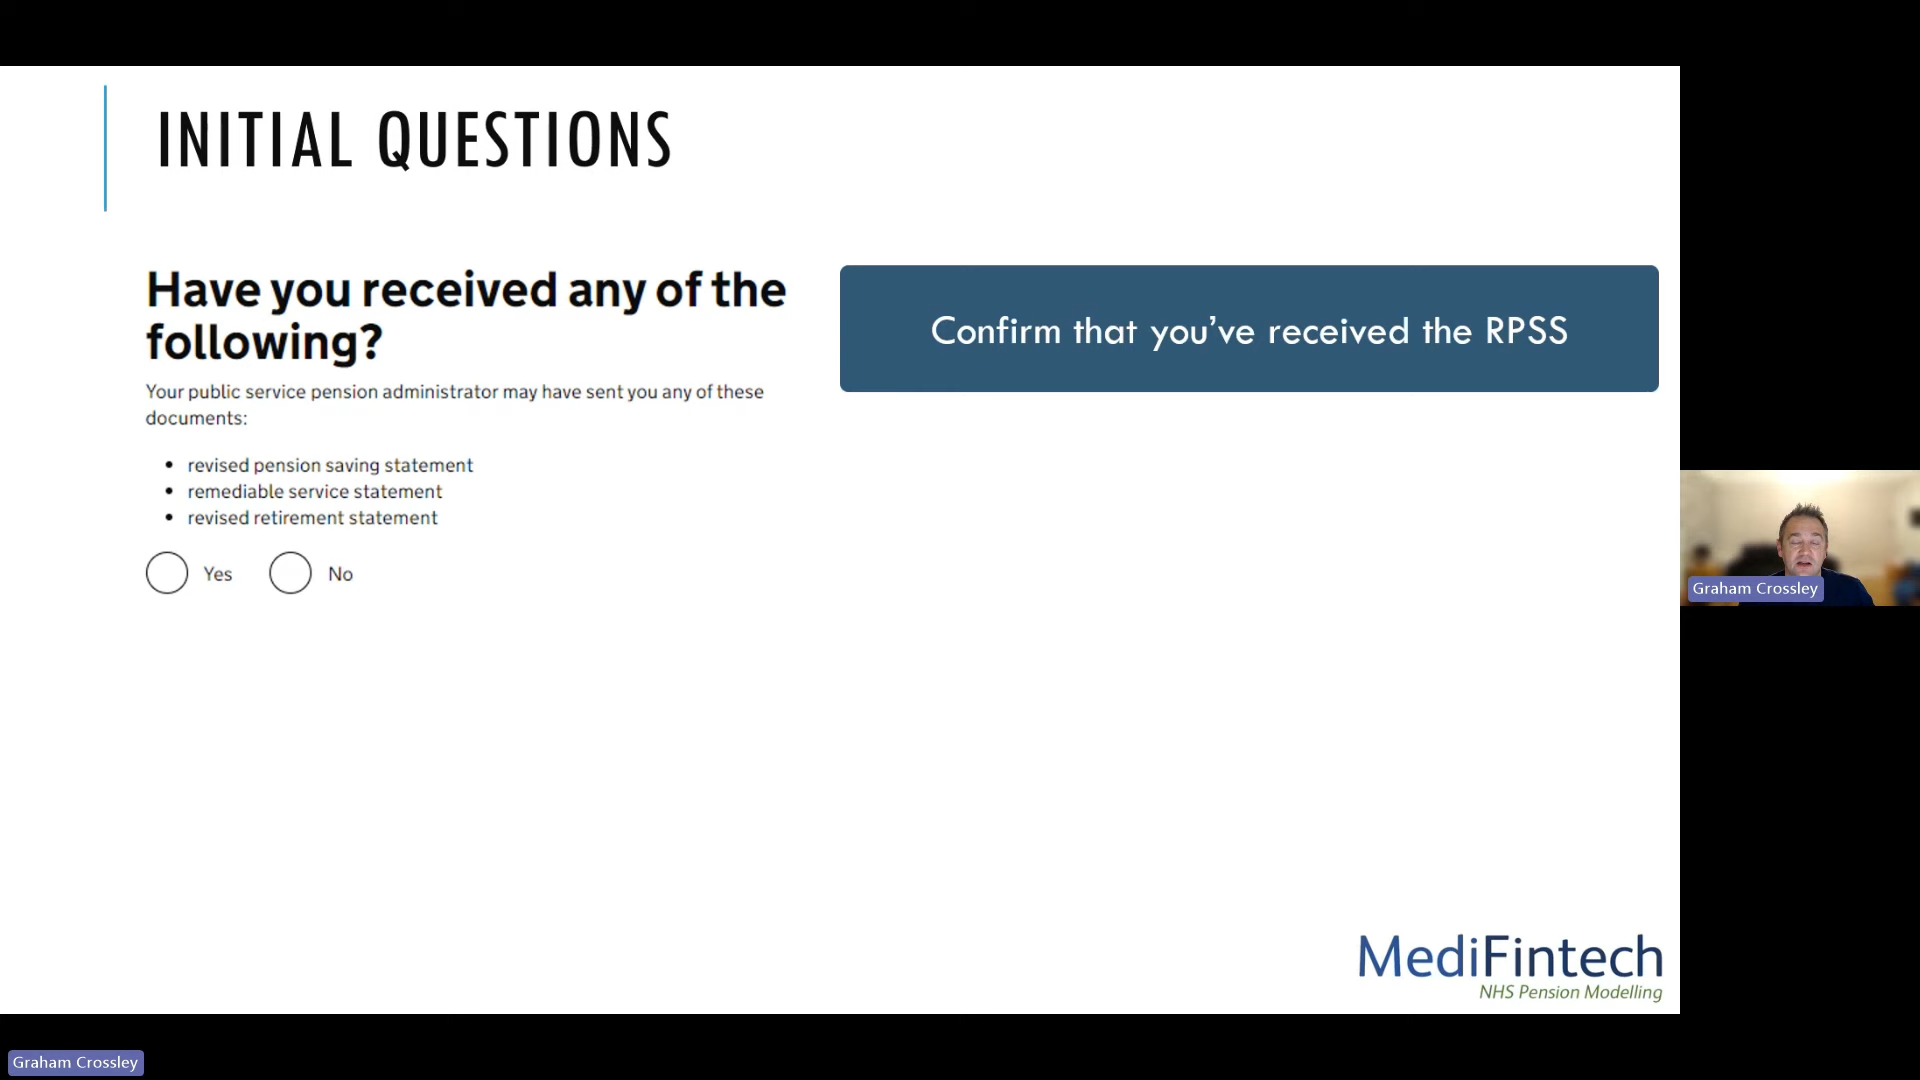 INITIAL QUESTIONS
Have you received any of the
following?
Your public service pension administrator may have sent you any of these
documents:
• revised pension saving statement
• remediable service statement
• revised retirement statement
Yes No
Confirm that you’ve received the RPSS
MediFintech
NHS Pension Modelling
Graham Crossley
Graham Crossley